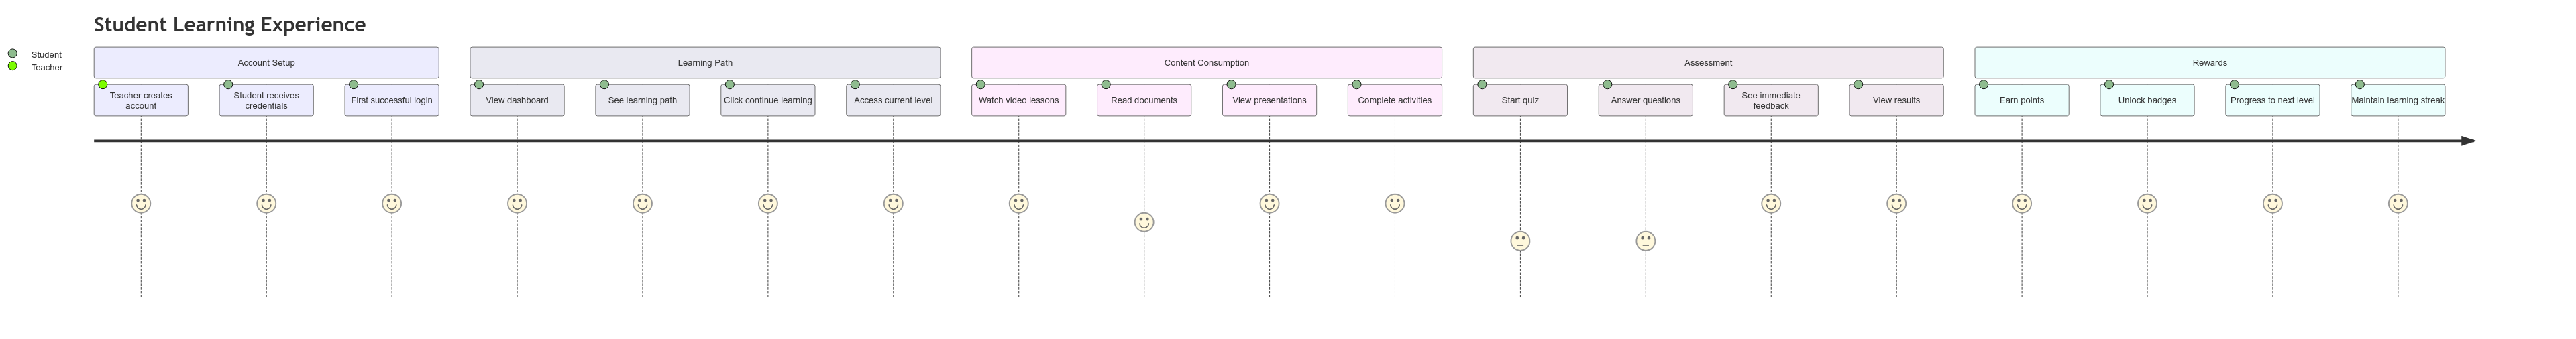 Student Learning Experience
Student
Teacher
Account Setup
Learning Path
Content Consumption
Assessment
Rewards
Teacher creates
account
Student receives
credentials
First successful login
View dashboard
See learning path
Click continue learning
Access current level
Watch video lessons
Read documents
View presentations
Complete activities
Start quiz
Answer questions
See immediate
feedback
View results
Earn points
Unlock badges
Progress to next level
Maintain learning streak